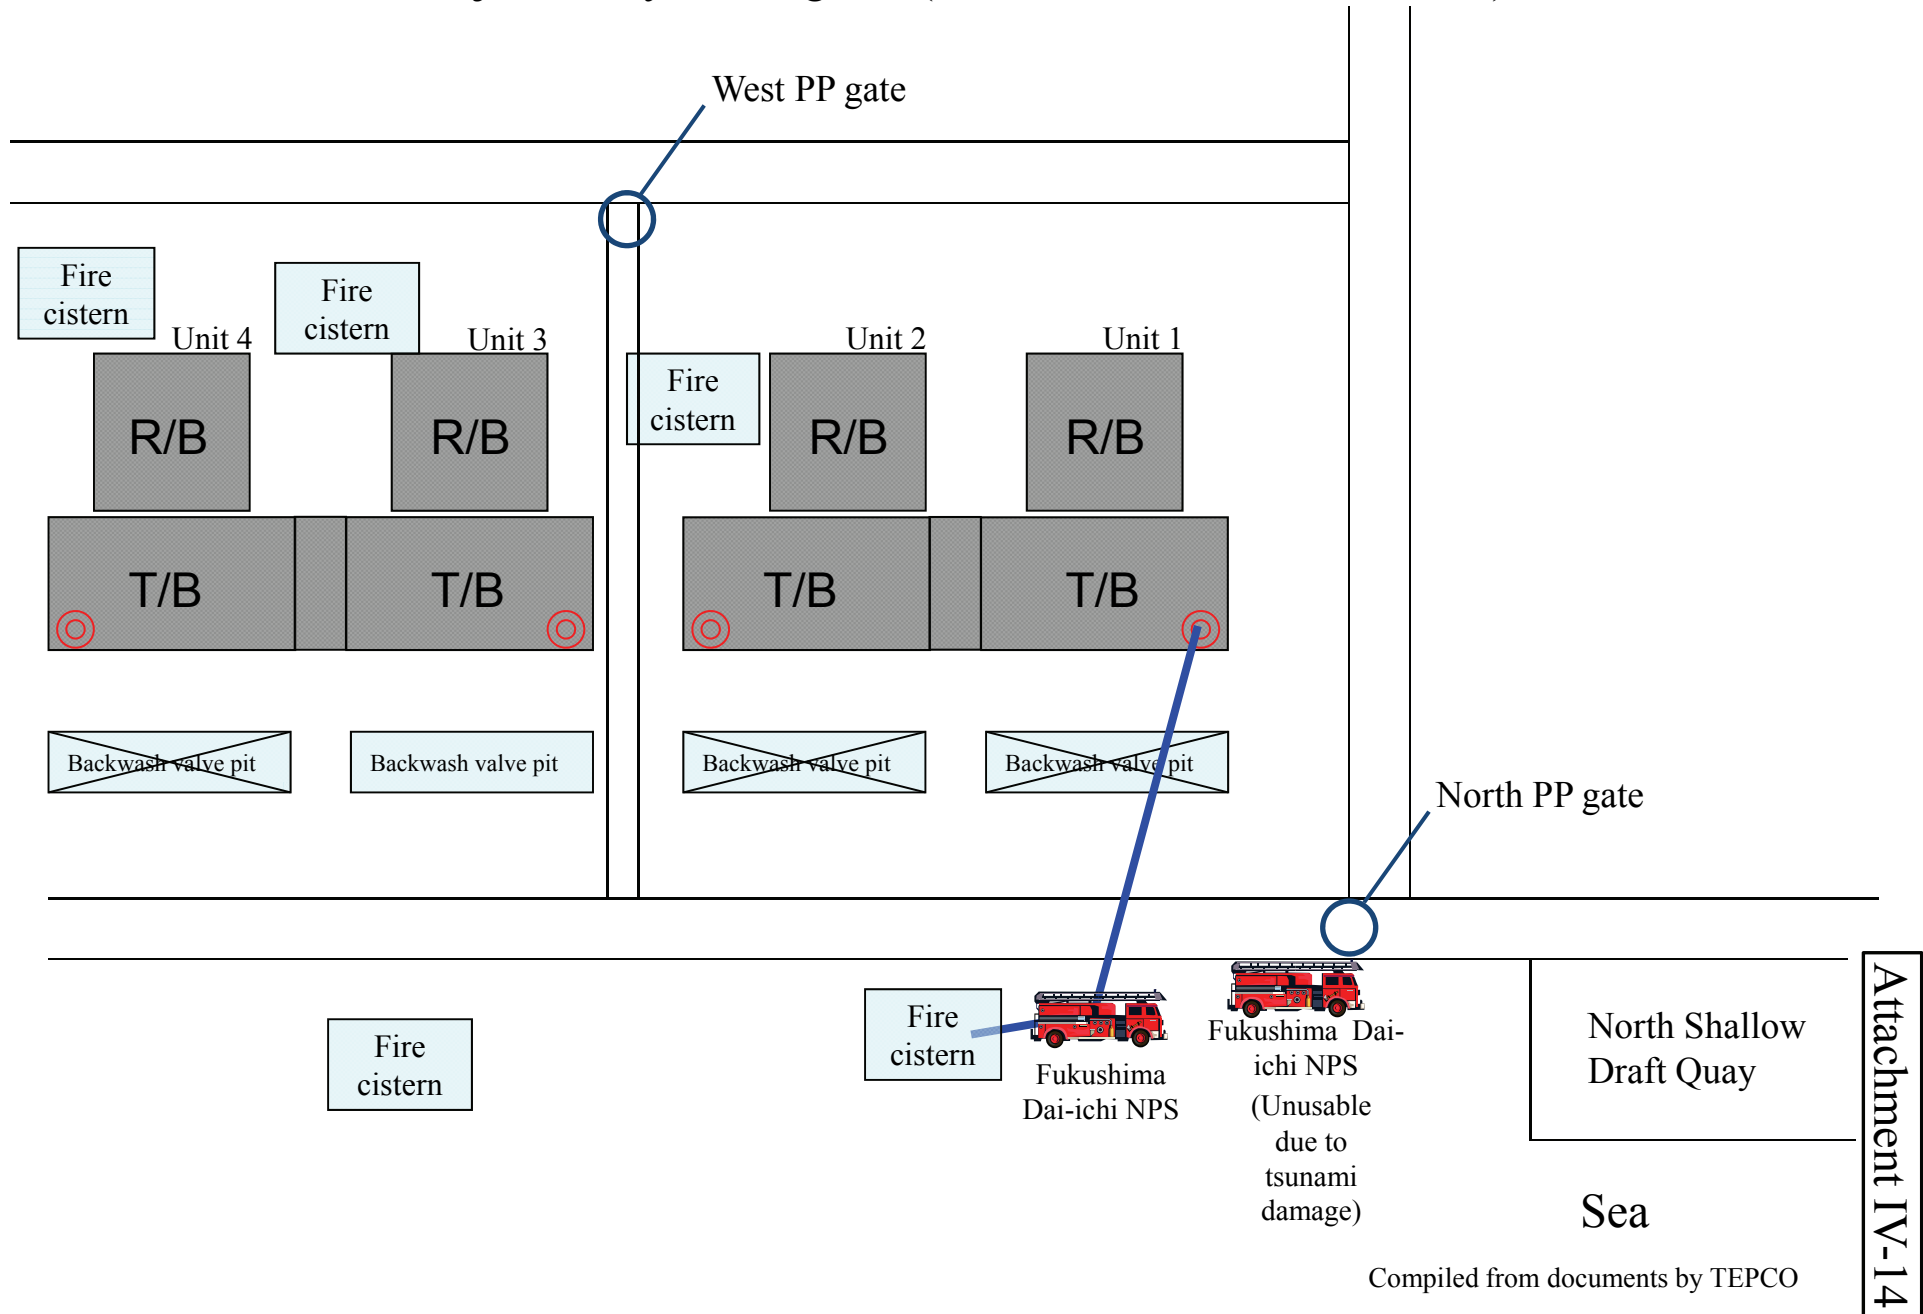 West PP gate
Fire
cistern
Fire
cistern
Unit 4
Unit 3
Unit 2
Unit 1
Fire
cistern
R/B
R/B
R/B
R/B
T/B
T/B
T/B
T/B
Backwash valve pit
Backwash valve pit
Backwash valve pit
Backwash valve pit
North PP gate
Fire
cistern
Fire
cistern
Fukushima
Dai-ichi NPS
Fukushima Dai-
ichi NPS
(Unusable
due to
tsunami
damage)
North Shallow
Draft Quay
Sea
Compiled from documents by TEPCO
Attachment IV-14